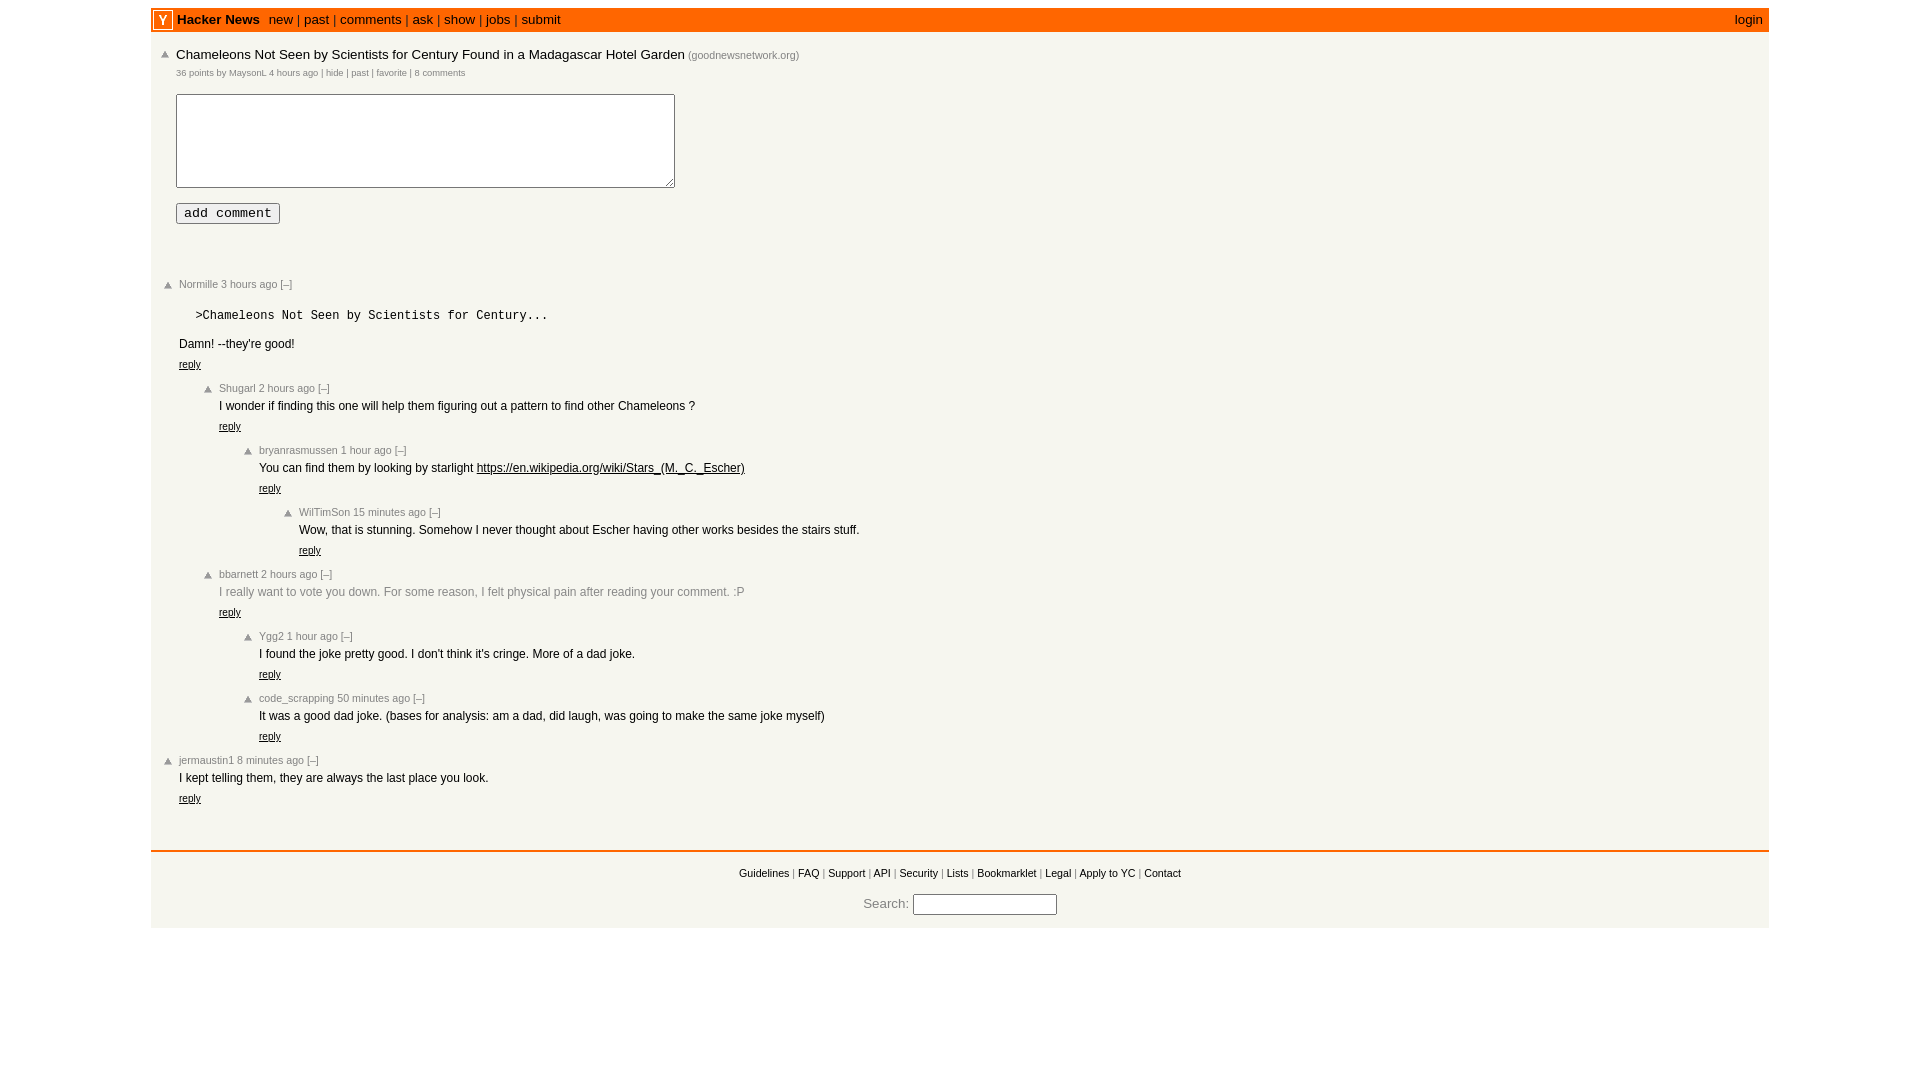 Y Hacker News new | past | comments | ask | show | jobs | submit login
Chameleons Not Seen by Scientists for Century Found in a Madagascar Hotel Garden (goodnewsnetwork.org)
36 points by MaysonL 4 hours ago | hide | past | favorite | 8 comments
add comment
Normille 3 hours ago [–]
>Chameleons Not Seen by Scientists for Century...
Damn! --they're good!
reply
Shugarl 2 hours ago [–]
I wonder if finding this one will help them figuring out a pattern to find other Chameleons ?
reply
bryanrasmussen 1 hour ago [–]
You can find them by looking by starlight https://en.wikipedia.org/wiki/Stars_(M._C._Escher)
reply
WilTimSon 15 minutes ago [–]
Wow, that is stunning. Somehow I never thought about Escher having other works besides the stairs stuff.
reply
bbarnett 2 hours ago [–]
I really want to vote you down. For some reason, I felt physical pain after reading your comment. :P
reply
Ygg2 1 hour ago [–]
I found the joke pretty good. I don't think it's cringe. More of a dad joke.
reply
code_scrapping 50 minutes ago [–]
It was a good dad joke. (bases for analysis: am a dad, did laugh, was going to make the same joke myself)
reply
jermaustin1 8 minutes ago [–]
I kept telling them, they are always the last place you look.
reply
Guidelines | FAQ | Support | API | Security | Lists | Bookmarklet | Legal | Apply to YC | Contact
Search: